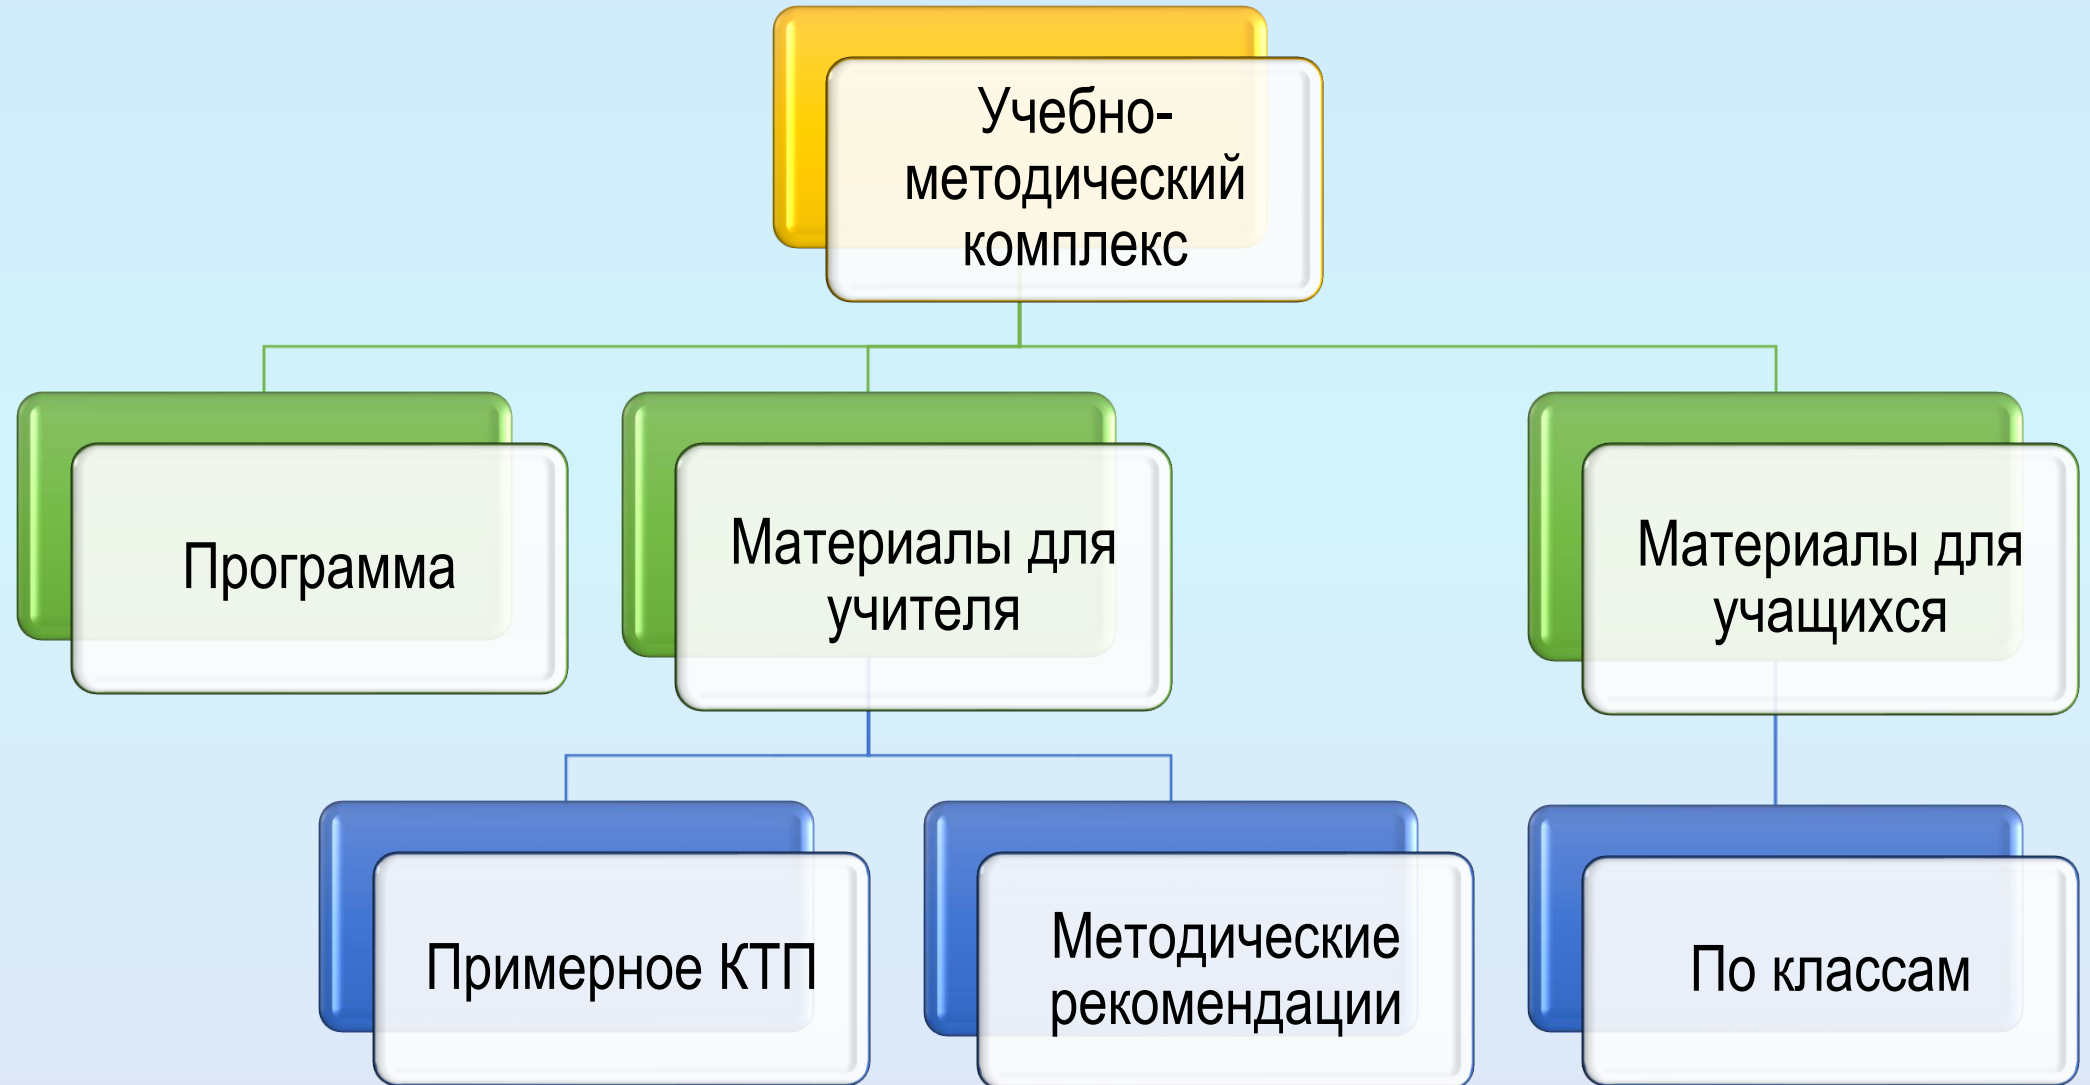 Учебно-
методический
комплекс
Программа
Материалы для
учителя
Материалы для
учащихся
Примерное КТП
Методические
рекомендации
По классам